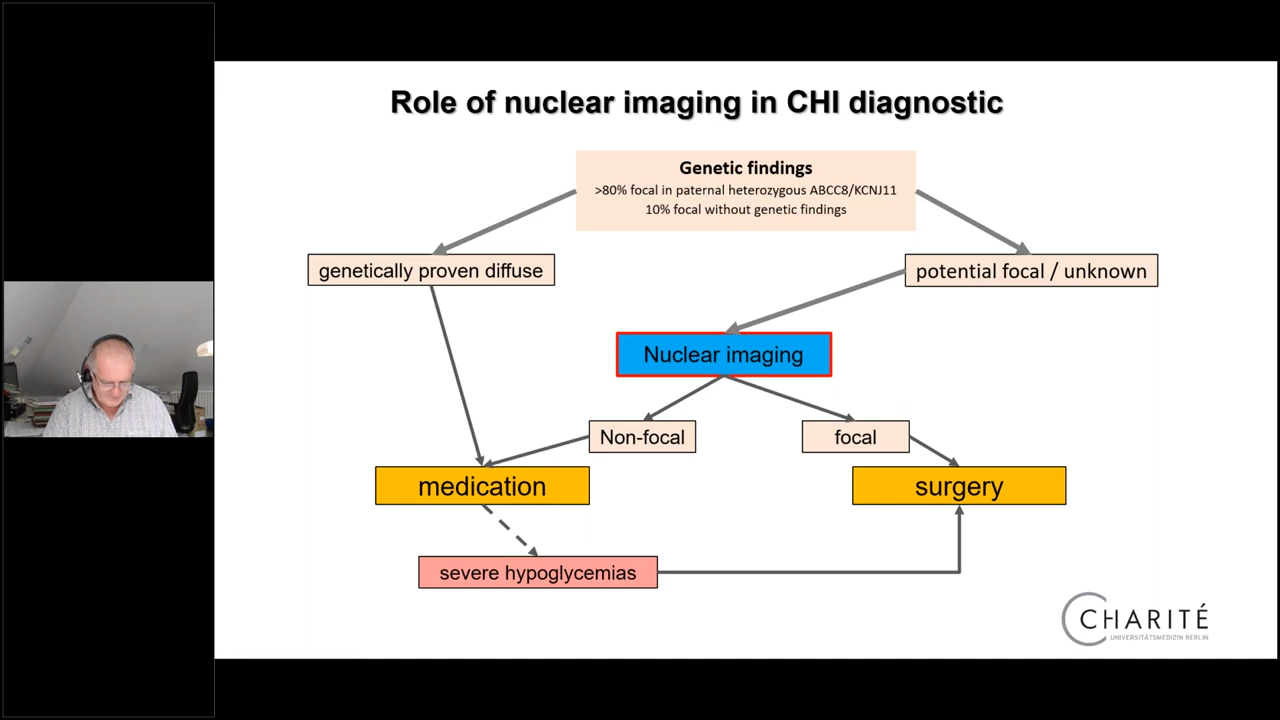 Role of nuclear imaging in CHI diagnostic
Genetic findings
>80% focal in paternal heterozygous ABCC8/KCNJ11
10% focal without genetic findings
genetically proven diffuse
potential focal / unknown
Nuclear imaging
Non-focal
focal
medication
surgery
severe hypoglycemias
CHARITÉ
UNIVERSITÄTSMEDIZIN BERLIN